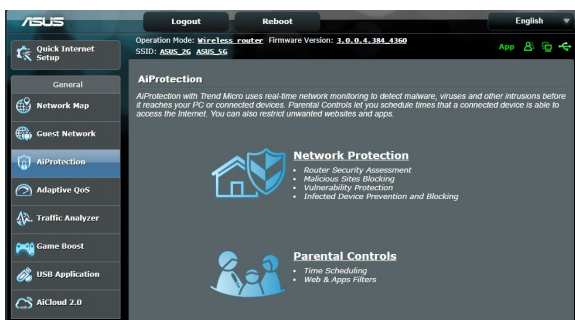 ASUS
Logout
Reboot
English
Quick Internet
Setup
Operation Mode: Wireless router Firmware Version: 3.0.0.4.384_4360
SSID: ASUS_2G ASUS_5G
App
General
Network Map
Guest Network
AiProtection
Adaptive QoS
Traffic Analyzer
Game Boost
USB Application
AiCloud 2.0
AiProtection
AiProtection with Trend Micro uses real-time network monitoring to detect malware, viruses and other intrusions before
it reaches your PC or connected devices. Parental Controls let you schedule times that a connected device is able to
access the Internet. You can also restrict unwanted websites and apps.
Network Protection
• Router Security Assessment
• Malicious Sites Blocking
• Vulnerability Protection
• Infected Device Prevention and Blocking
Parental Controls
• Time Scheduling
• Web & Apps Filters